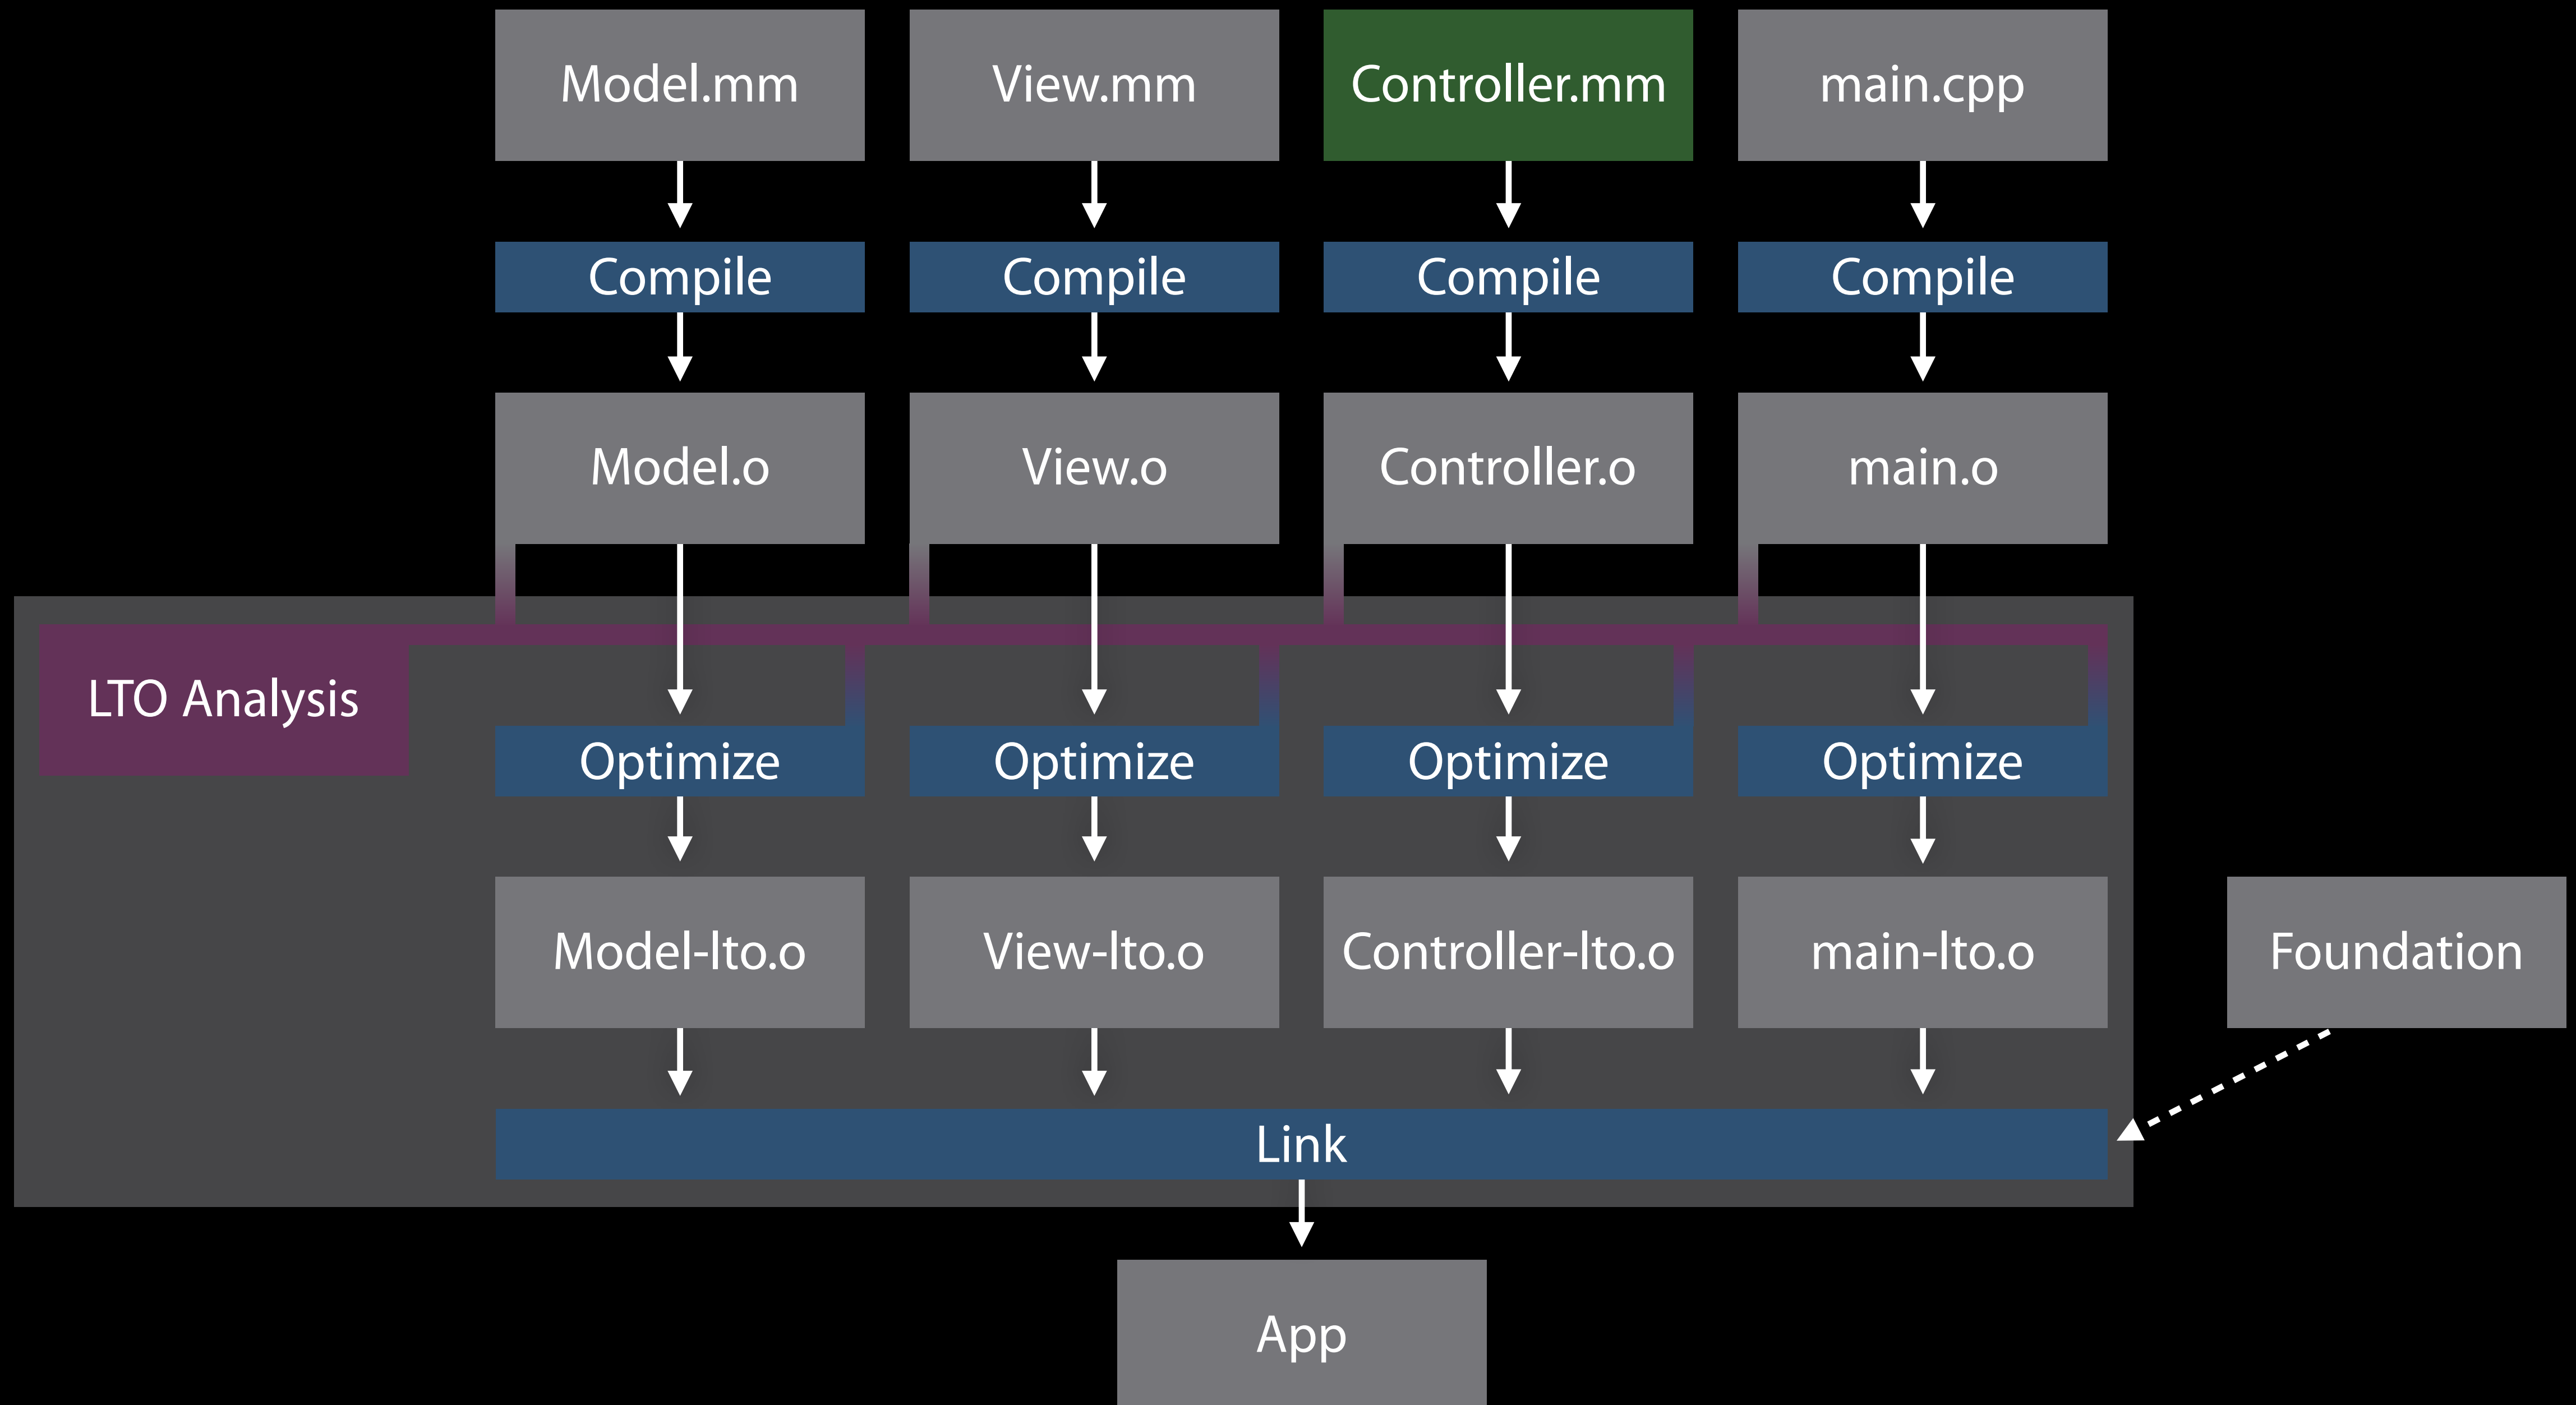 Model.mm
View.mm
Controller.mm
main.cpp
Compile
Compile
Compile
Compile
Model.o
View.o
Controller.o
main.o
LTO Analysis
Optimize
Optimize
Optimize
Optimize
Model-lto.o
View-lto.o
Controller-lto.o
main-lto.o
Foundation
Link
App